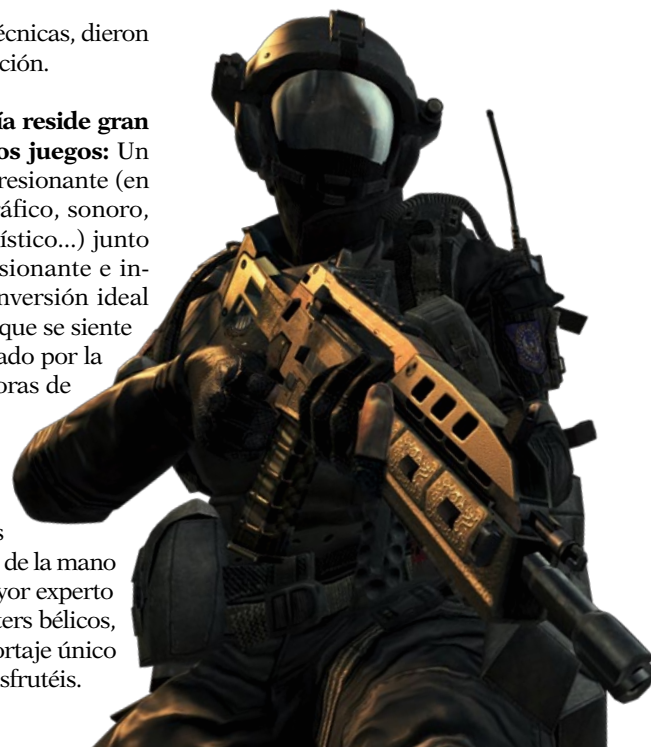 écnicas, dieron
ción.
ía reside gran
os juegos: Un
resionante (en
ráfico, sonoro,
ístico...) junto
sionante e in-
nversión ideal
que se siente
ado por la
oras de
s
de la mano
yor experto
ters bélicos,
ortaje único
sfrutéis.